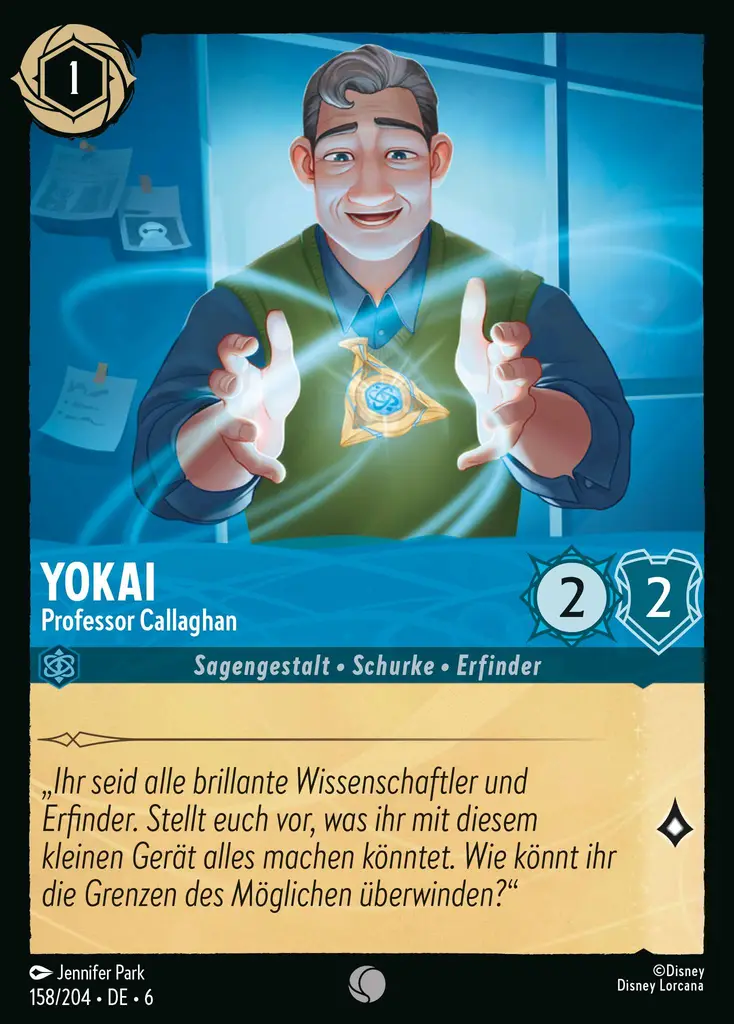 1
YOKAI
Professor Callaghan
2
2
Sagengestalt • Schurke • Erfinder
„Ihr seid alle brillante Wissenschaftler und
Erfinder. Stellt euch vor, was ihr mit diesem
kleinen Gerät alles machen könntet. Wie könnt ihr
die Grenzen des Möglichen überwinden?“
Jennifer Park
©Disney
158/204 • DE • 6
Disney Lorcana